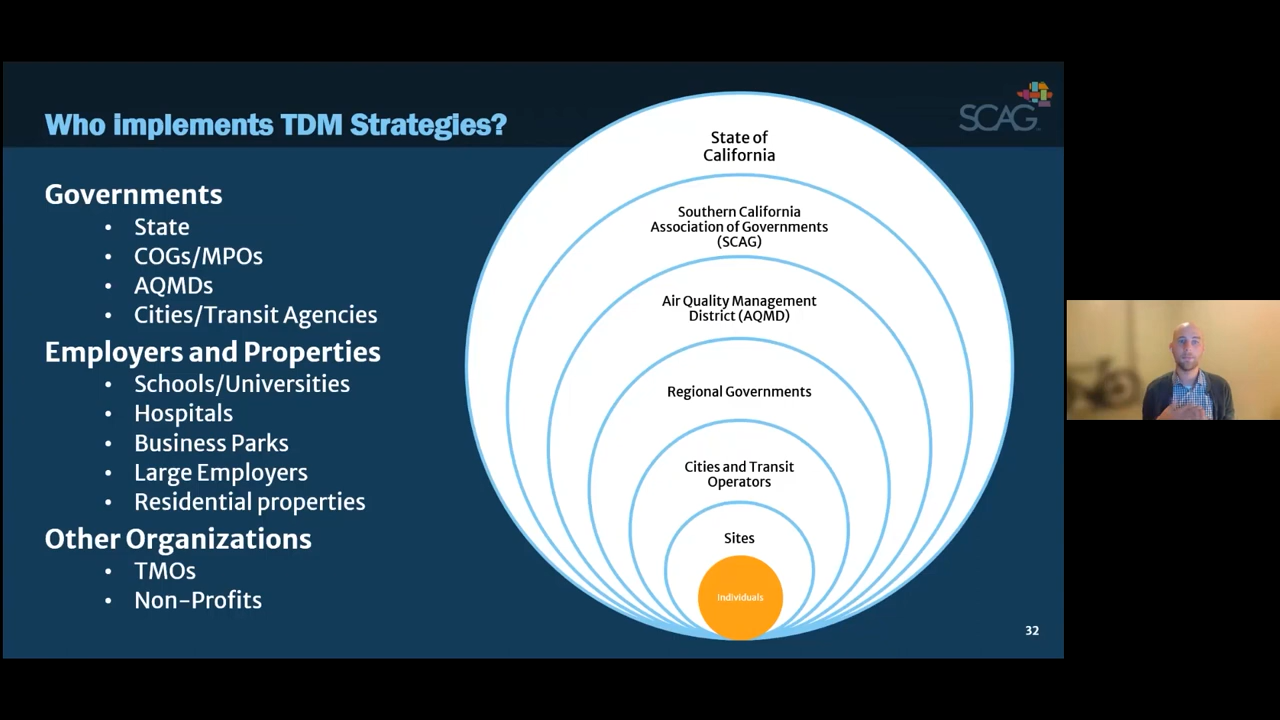 Who implements TDM Strategies?
SCAG
Governments
• State
• COGs/MPOs
• AQMDs
• Cities/Transit Agencies
Employers and Properties
• Schools/Universities
• Hospitals
• Business Parks
• Large Employers
• Residential properties
Other Organizations
• TMOs
• Non-Profits
State of
California
Southern California
Association of Governments
(SCAG)
Air Quality Management
District (AQMD)
Regional Governments
Cities and Transit
Operators
Sites
Individuals
32